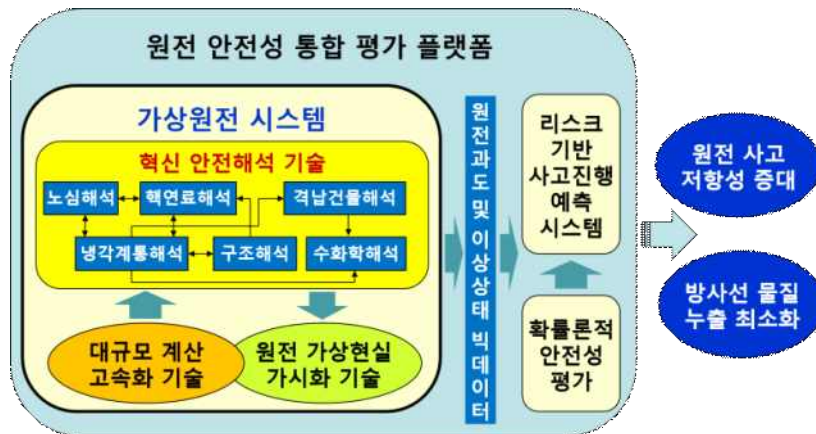 원전 안전성 통합 평가 플랫폼
가상원전 시스템
혁신 안전해석 기술
노심해석
핵연료해석
격납건물해석
냉각계통해석
구조해석
수화학해석
대규모 계산
고속화 기술
원전 가상현실
가시화 기술
원전과도 및 이상상태 빅데이터
리스크
기반
사고진행
예측
시스템
확률론적
안전성
평가
원전 사고
저항성 증대
방사선 물질
누출 최소화